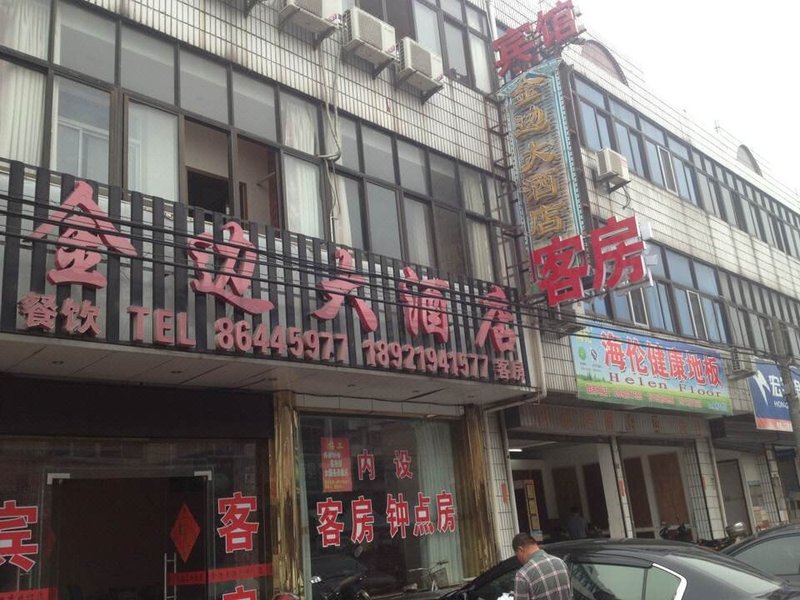 宾馆
金边大酒店
客房
金边大酒店
餐饮 TEL 86445977 18921941577 客房
海伦健康地板
Helen Floor
内设
客房 钟点房
宾
客